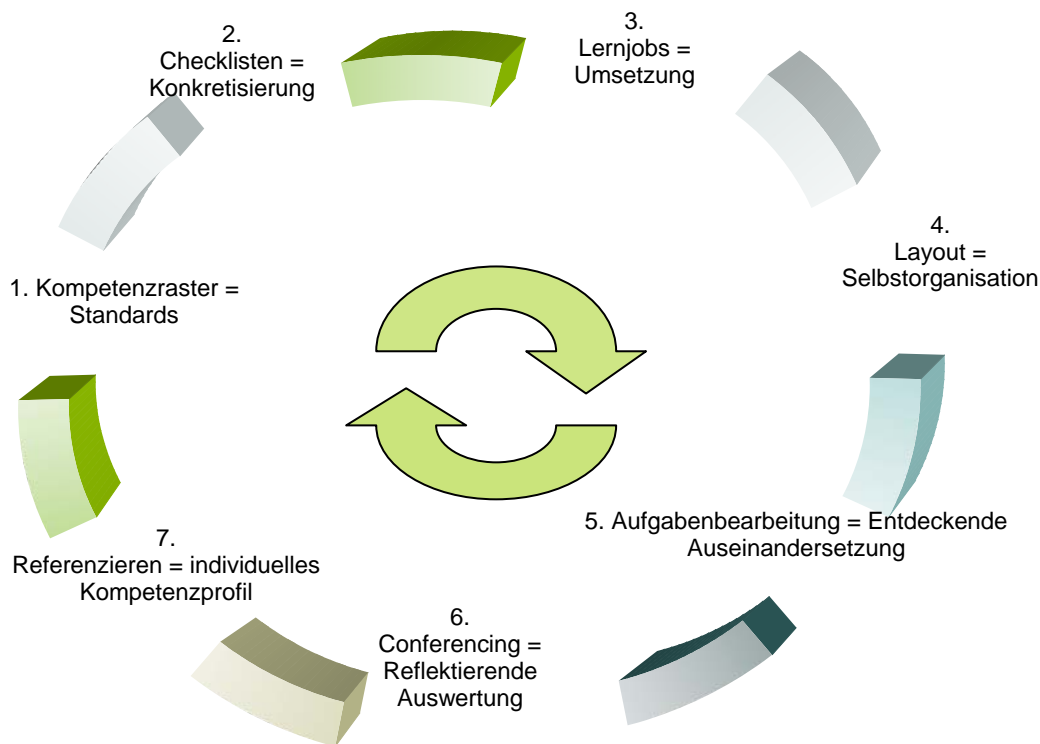 1. Kompetenzraster =
Standards
2.
Checklisten =
Konkretisierung
3.
Lernjobs =
Umsetzung
4.
Layout =
Selbstorganisation
5. Aufgabenbearbeitung = Entdeckende
Auseinandersetzung
6.
Conferencing =
Reflektierende
Auswertung
7.
Referenzieren = individuelles
Kompetenzprofil